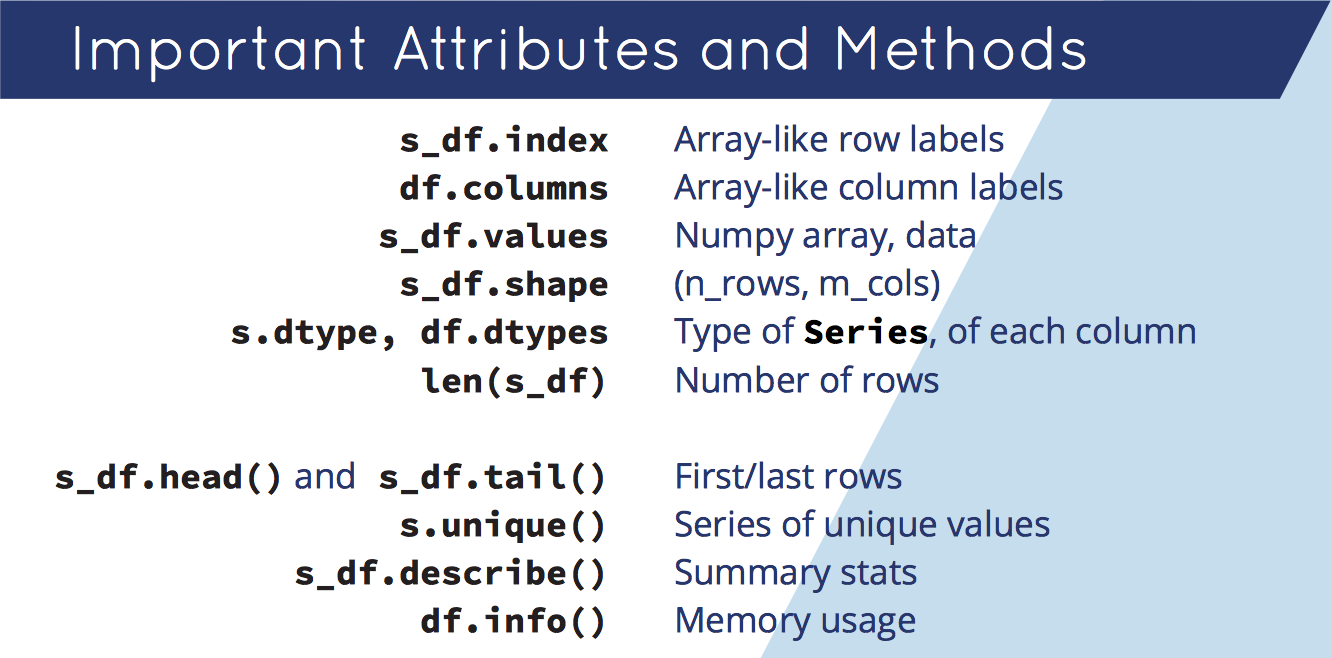 Important Attributes and Methods
s_df.index Array-like row labels
df.columns Array-like column labels
s_df.values Numpy array, data
s_df.shape (n_rows, m_cols)
s.dtype, df.dtypes Type of Series, of each column
len(s_df) Number of rows
s_df.head() and s_df.tail() First/last rows
s.unique() Series of unique values
s_df.describe() Summary stats
df.info() Memory usage